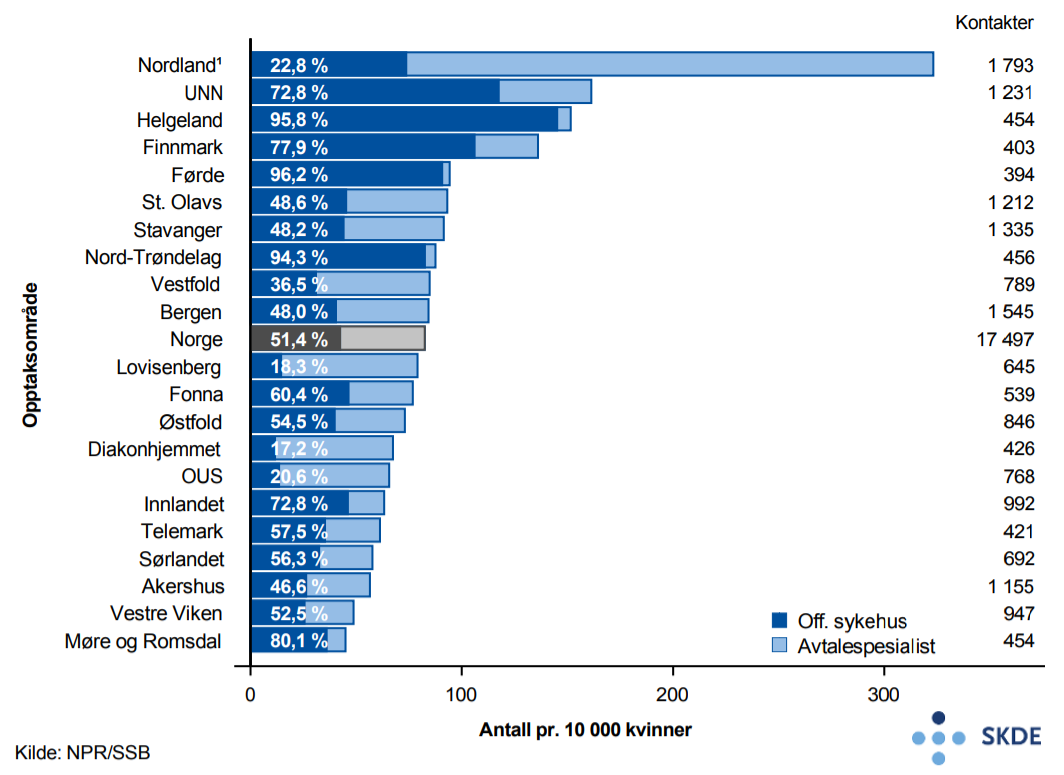 Kontakter
Nordland¹ 22,8 % 1 793
UNN 72,8 % 1 231
Helgeland 95,8 % 454
Finnmark 77,9 % 403
Førde 96,2 % 394
St. Olavs 48,6 % 1 212
Stavanger 48,2 % 1 335
Nord-Trøndelag 94,3 % 456
Vestfold 36,5 % 789
Bergen 48,0 % 1 545
Norge 51,4 % 17 497
Lovisenberg 18,3 % 645
Fonna 60,4 % 539
Østfold 54,5 % 846
Diakonhjemmet 17,2 % 426
OUS 20,6 % 768
Innlandet 72,8 % 992
Telemark 57,5 % 421
Sørlandet 56,3 % 692
Akershus 46,6 % 1 155
Vestre Viken 52,5 % 947
Møre og Romsdal 80,1 % 454
Opptaksområde
Off. sykehus
Avtalespesialist
0 100 200 300
Antall pr. 10 000 kvinner
Kilde: NPR/SSB
SKDE